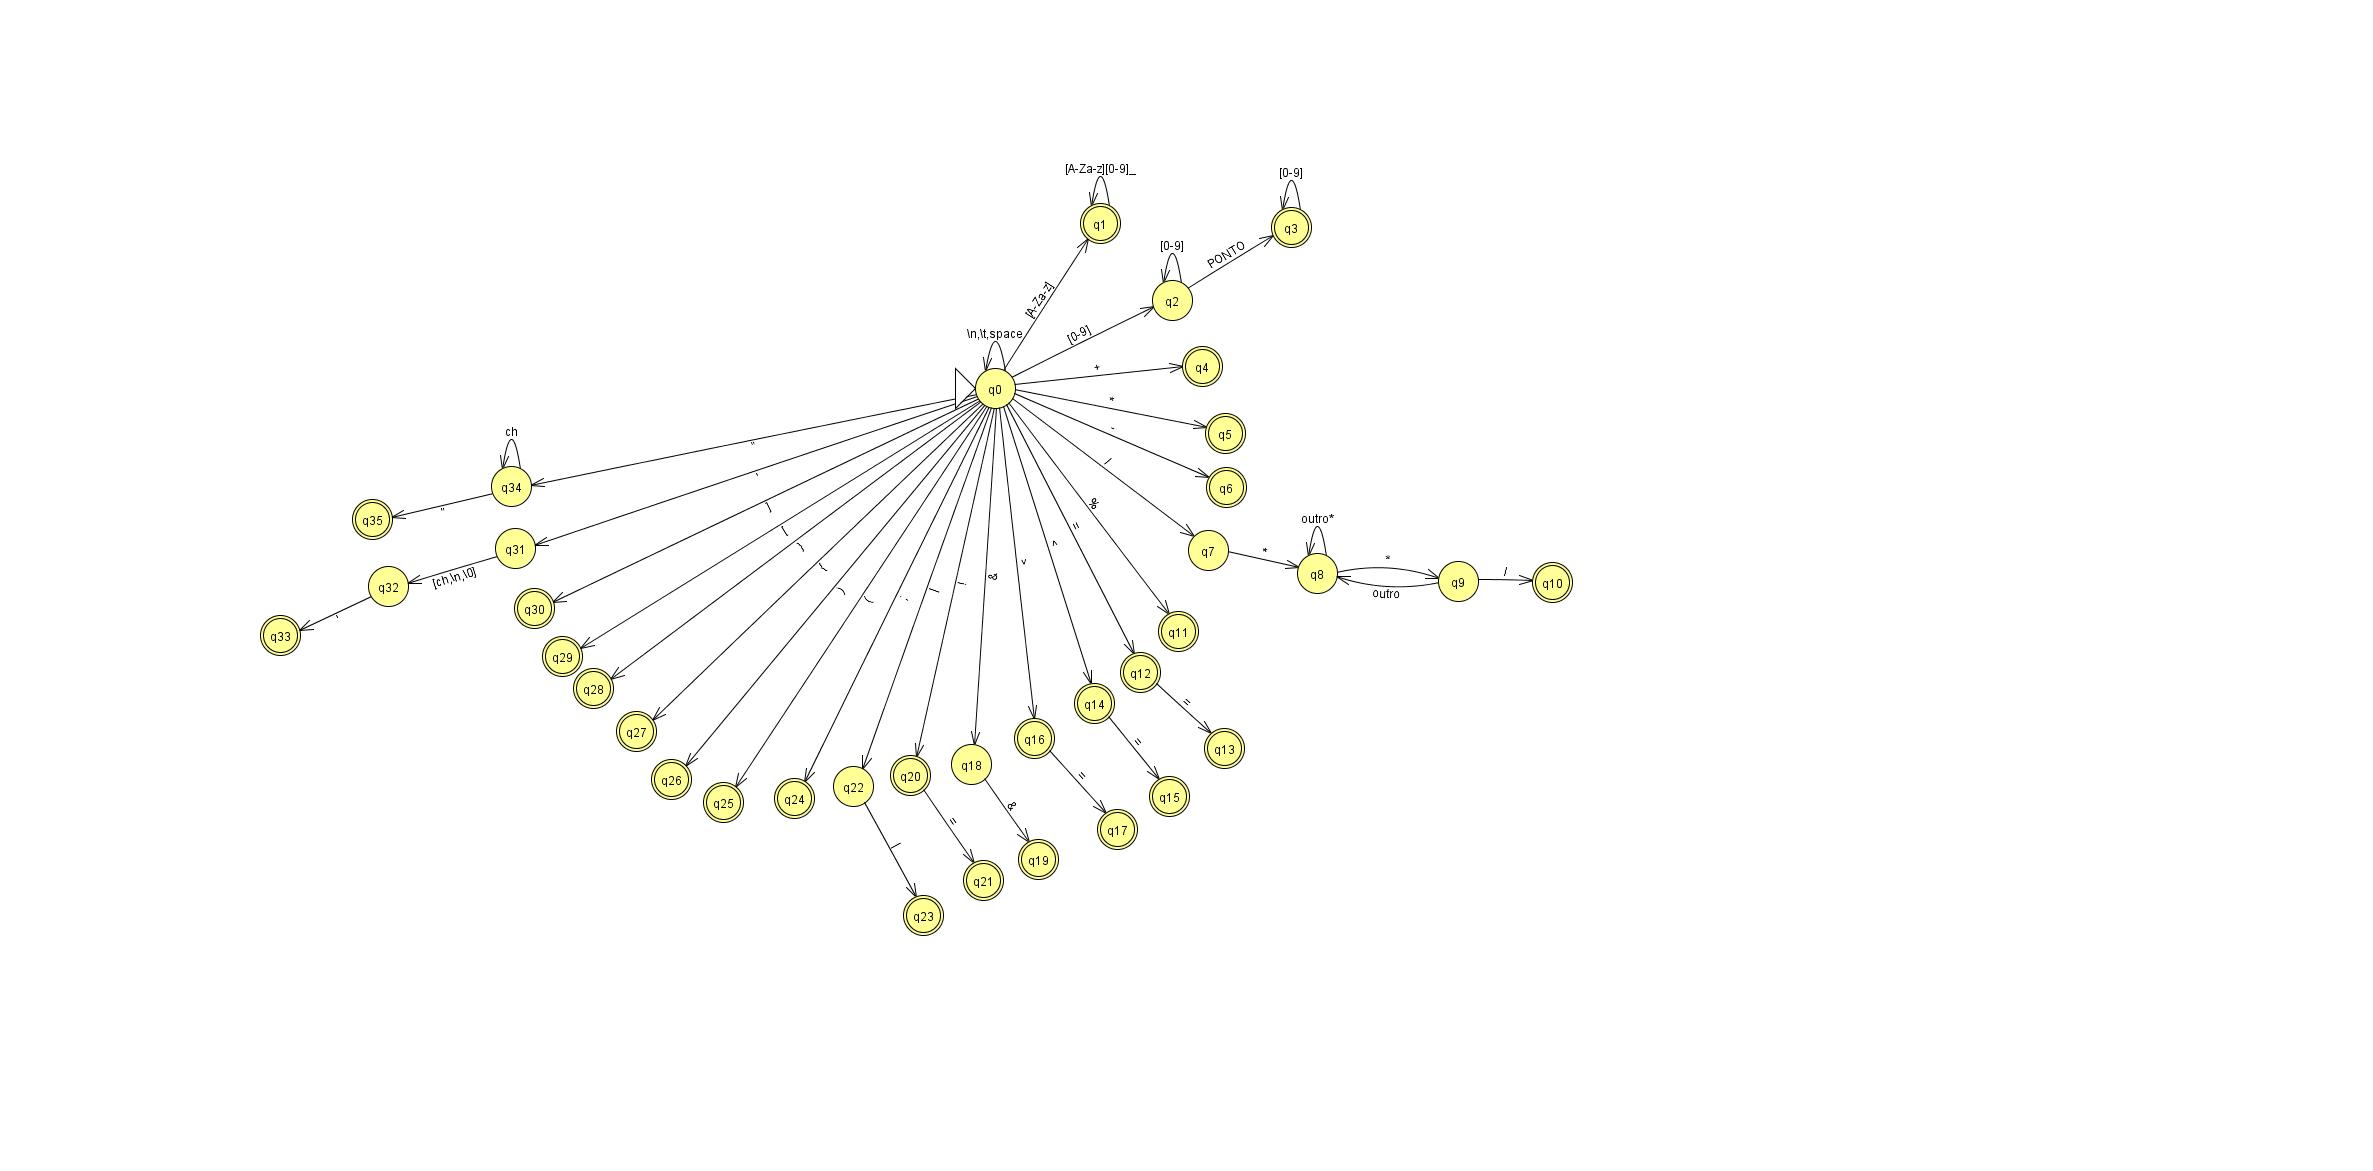 [A-Za-z][0-9]_
[0-9]
q1
q3
[0-9]
PONTO
[A-Za-z]
q2
\n,\t,space
[0-9]
+
q4
q0
*
ch
"
-
q5
'
/
q34
q6
"
]
&
q35
[
=
outro*
}
^
q31
*
*
/
q7
{
v
[ch,\n,\0]
&
q8
q9
q10
q32
)
!
outro
|
(
;
q30
'
q33
q11
q29
q12
q28
=
q14
q27
q16
=
q13
q18
=
q26
q20
q22
q15
q24
q25
&
=
q17
|
q19
q21
q23